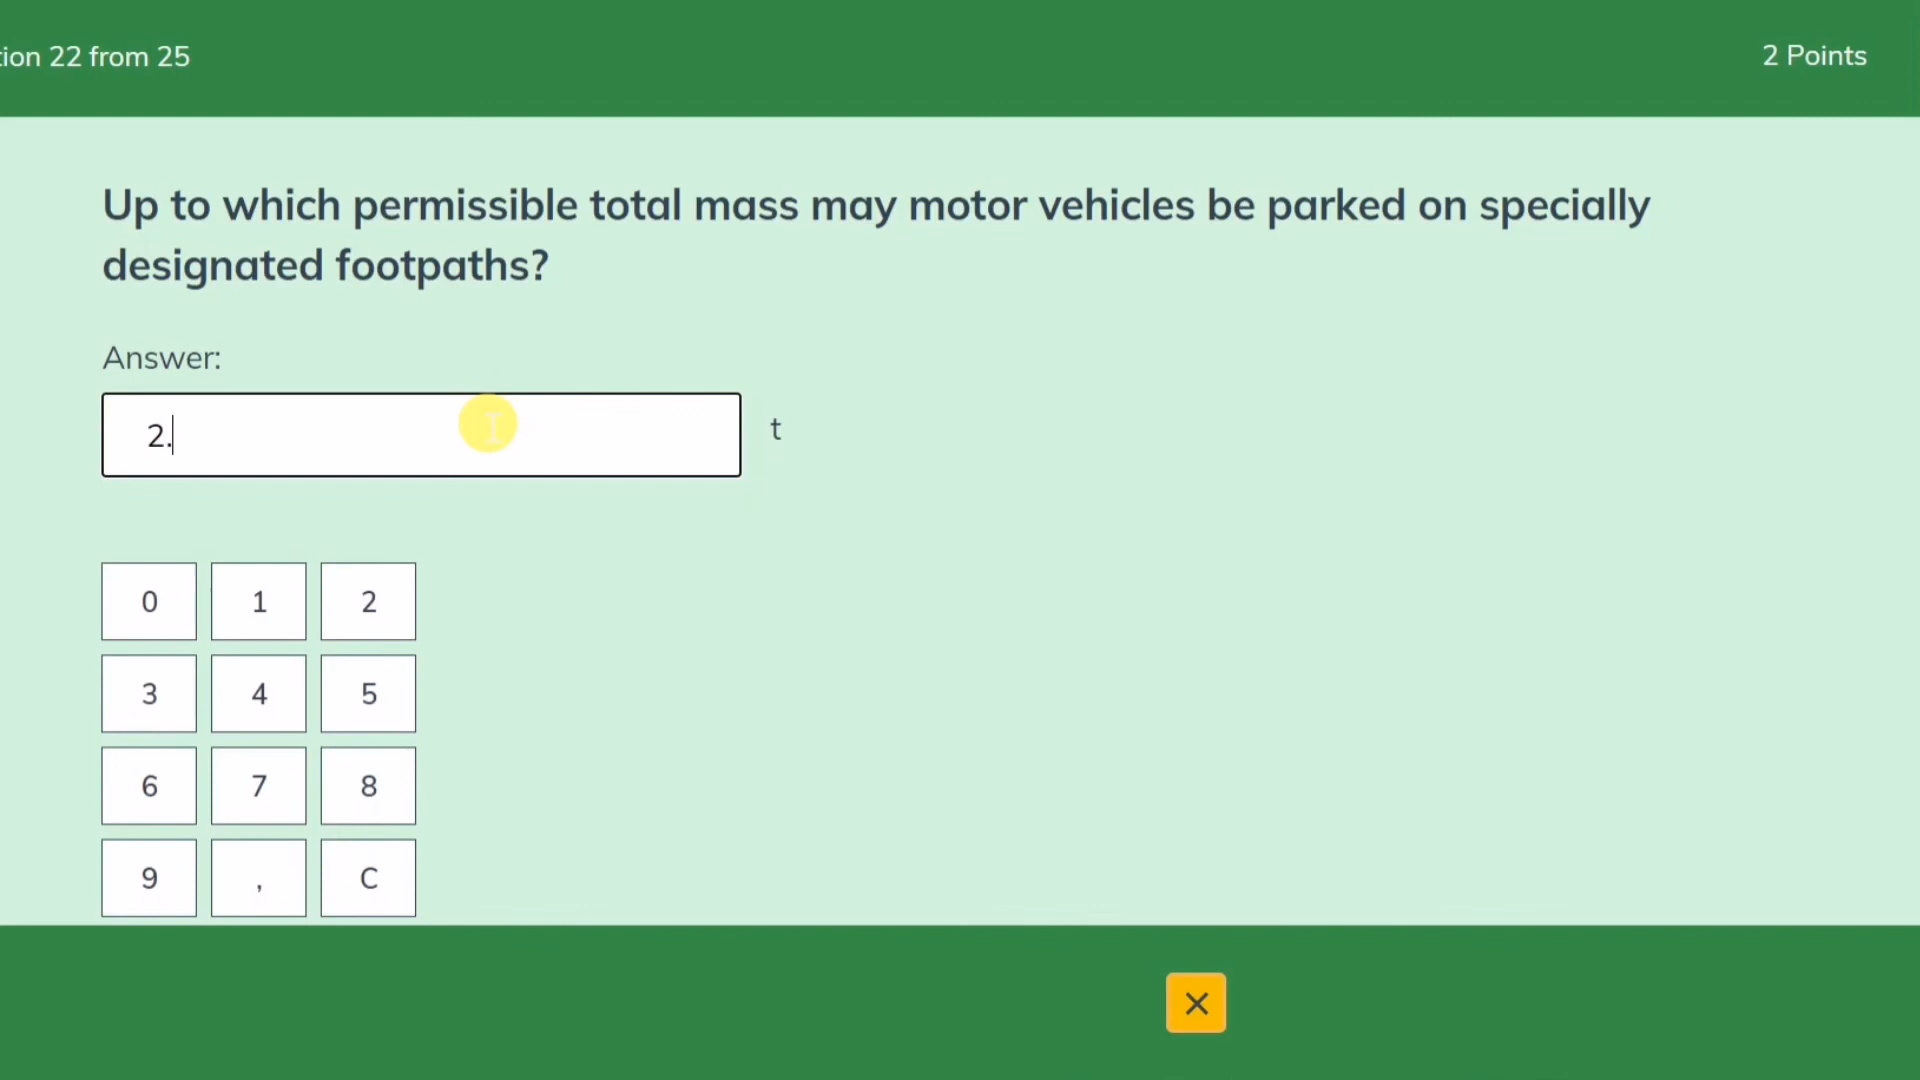 tion 22 from 25
2 Points
Up to which permissible total mass may motor vehicles be parked on specially
designated footpaths?
Answer:
2.
t
0 1 2
3 4 5
6 7 8
9 , C